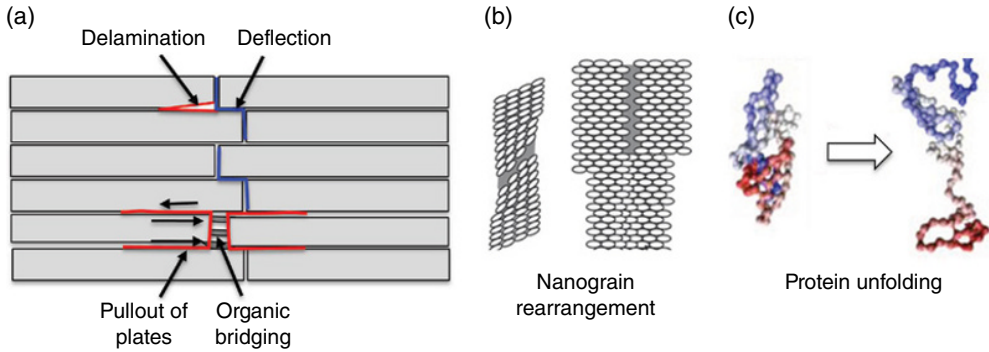 (a)
Delamination Deflection
Pullout of
plates
Organic
bridging
(b)
Nanograin
rearrangement
(c)
Protein unfolding